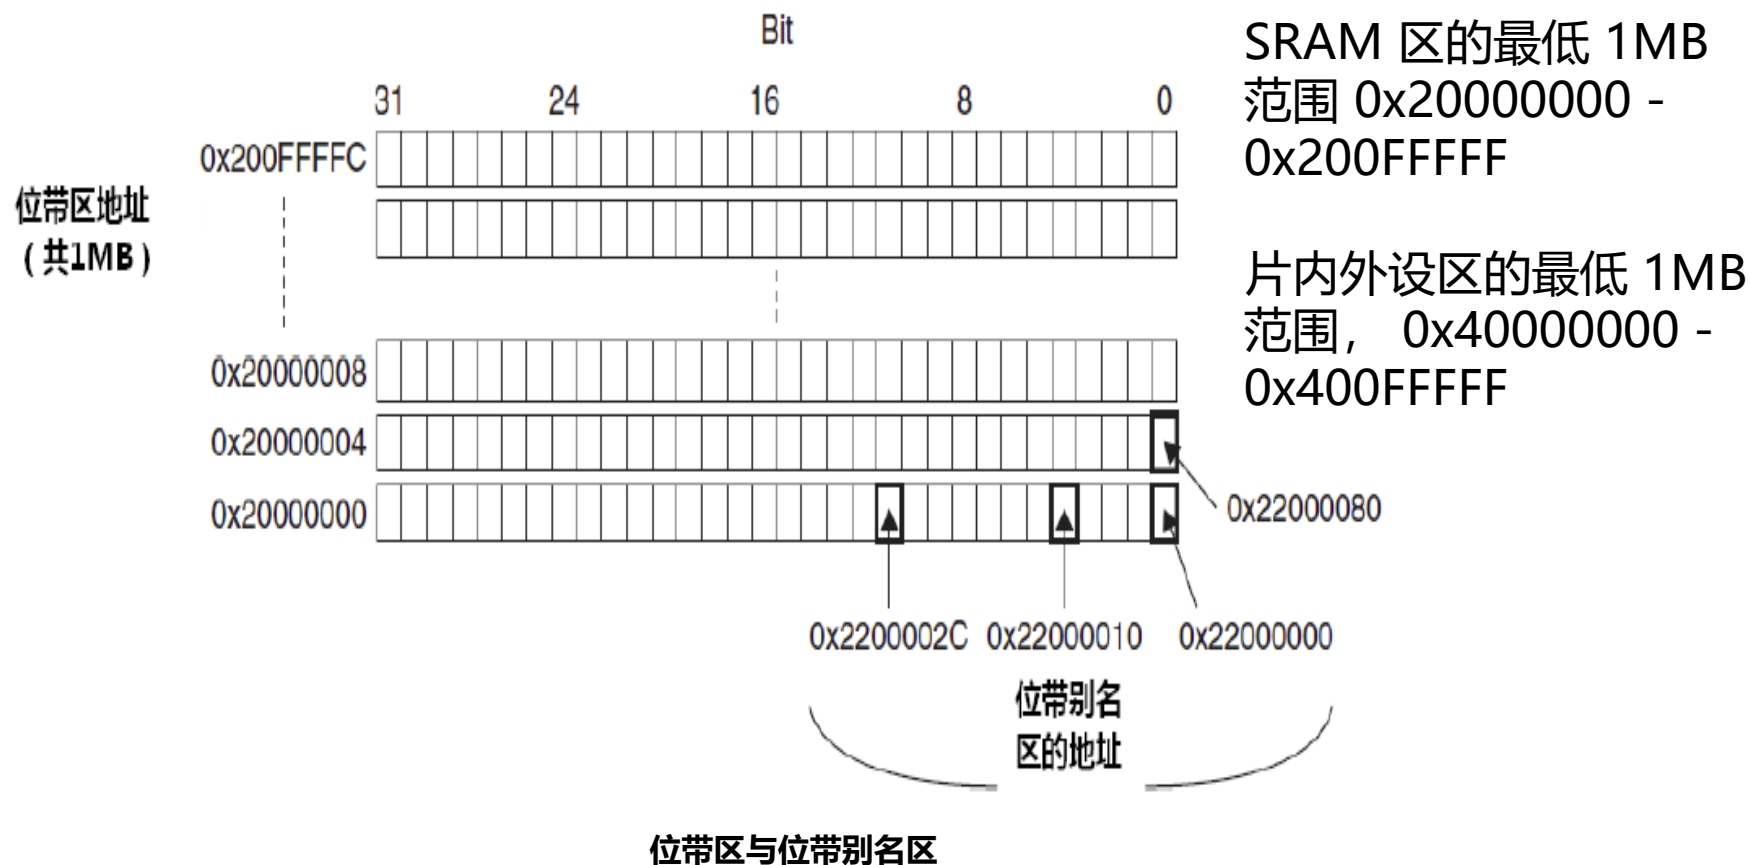 Bit
31 24 16 8 0
0x200FFFFC
位带区地址
（共1MB）
0x20000008
0x20000004
0x20000000
0x22000080
0x2200002C 0x22000010 0x22000000
位带别名
区的地址
位带区与位带别名区
SRAM 区的最低 1MB
范围 0x20000000 -
0x200FFFFF
片内外设区的最低 1MB
范围， 0x40000000 -
0x400FFFFF